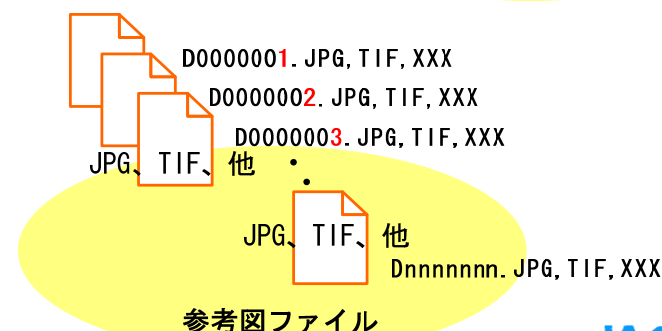 D0000001.JPG,TIF,XXX
D0000002.JPG,TIF,XXX
D0000003.JPG,TIF,XXX
JPG、TIF、他
JPG、TIF、他
Dnnnnnnn.JPG,TIF,XXX
参考図ファイル